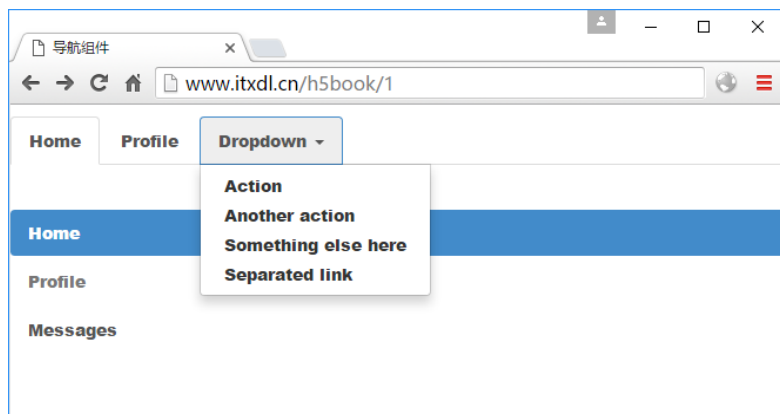 导航组件
www.itxdl.cn/h5book/1
Home Profile Dropdown
Action
Another action
Something else here
Separated link
Home
Profile
Messages